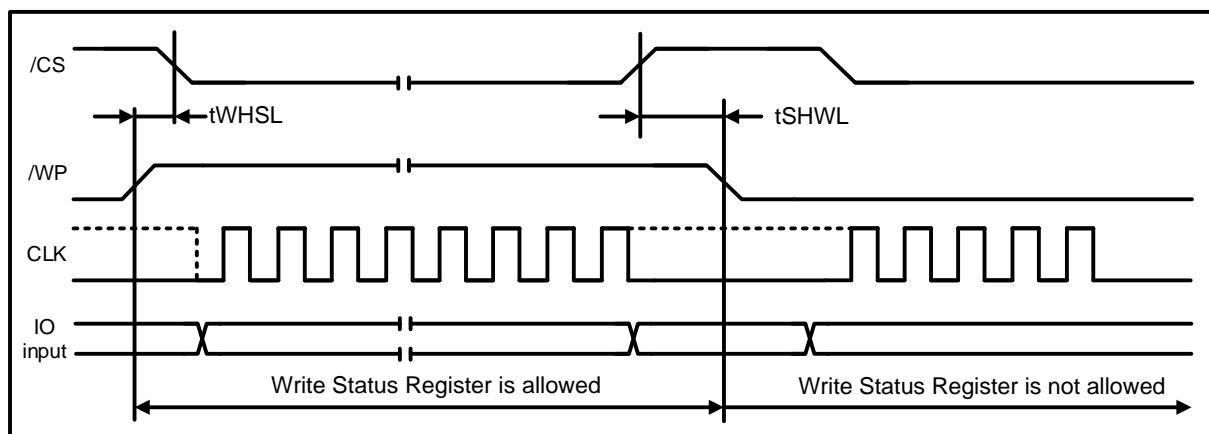 /CS
tWHSL
tSHWL
/WP
CLK
IO
input
Write Status Register is allowed
Write Status Register is not allowed